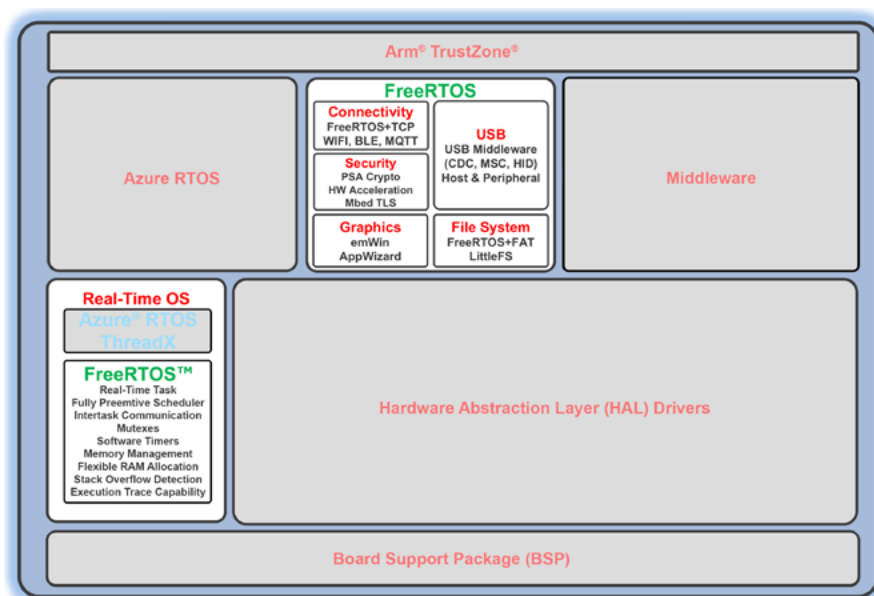 Arm® TrustZone®
Azure RTOS
FreeRTOS
Connectivity
FreeRTOS+TCP
WIFI, BLE, MQTT
Security
PSA Crypto
HW Acceleration
Mbed TLS
Graphics
emWin
AppWizard
USB
USB Middleware
(CDC, MSC, HID)
Host & Peripheral
File System
FreeRTOS+FAT
LittleFS
Middleware
Real-Time OS
Azure® RTOS
ThreadX
FreeRTOS™
Real-Time Task
Fully Preemtive Scheduler
Intertask Communication
Mutexes
Software Timers
Memory Management
Flexible RAM Allocation
Stack Overflow Detection
Execution Trace Capability
Hardware Abstraction Layer (HAL) Drivers
Board Support Package (BSP)